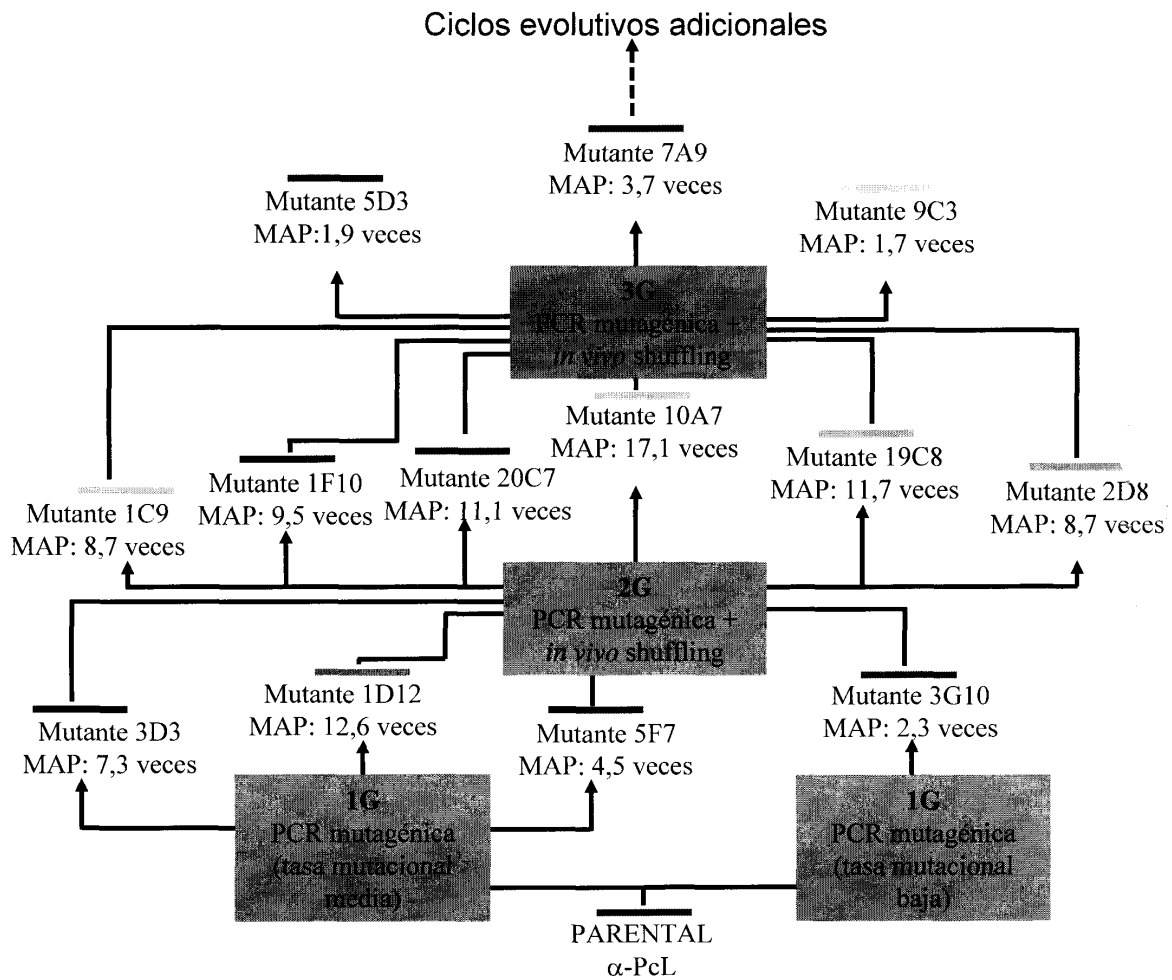 Ciclos evolutivos adicionales
Mutante 7A9
MAP: 3,7 veces
Mutante 5D3
MAP:1,9 veces
Mutante 9C3
MAP: 1,7 veces
3G
PCR mutagénica +
in vivo shuffling
Mutante 10A7
MAP: 17,1 veces
Mutante 1C9
MAP: 8,7 veces
Mutante 1F10
MAP: 9,5 veces
Mutante 20C7
MAP: 11,1 veces
Mutante 19C8
MAP: 11,7 veces
Mutante 2D8
MAP: 8,7 veces
2G
PCR mutagénica +
in vivo shuffling
Mutante 3D3
MAP: 7,3 veces
Mutante 1D12
MAP: 12,6 veces
Mutante 5F7
MAP: 4,5 veces
Mutante 3G10
MAP: 2,3 veces
1G
PCR mutagénica
(tasa mutacional
media)
1G
PCR mutagénica
(tasa mutacional
baja)
PARENTAL
α-PcL